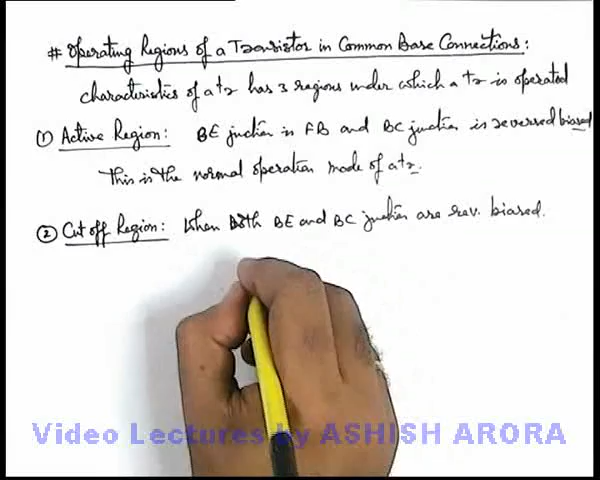 # Operating Regions of a Transistor in Common Base Connections:
characteristics of a tr has 3 regions under which a tr is operated
① Active Region: BE junction is FB and BC junction is reversed biased
This is the normal operation mode of a tr.
② Cut off Region: When Both BE and BC junction are rev. biased.
Video Lectures by ASHISH ARORA